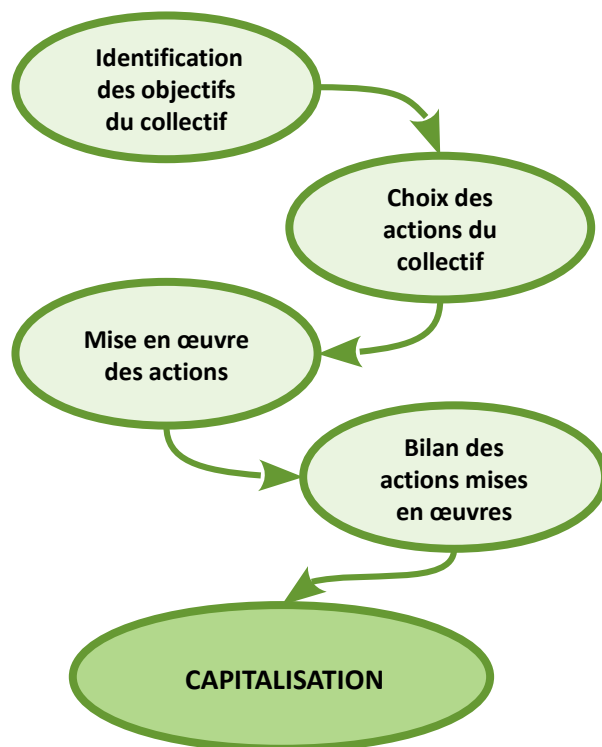 Identification
des objectifs
du collectif
Choix des
actions du
collectif
Mise en œuvre
des actions
Bilan des
actions mises
en œuvres
CAPITALISATION